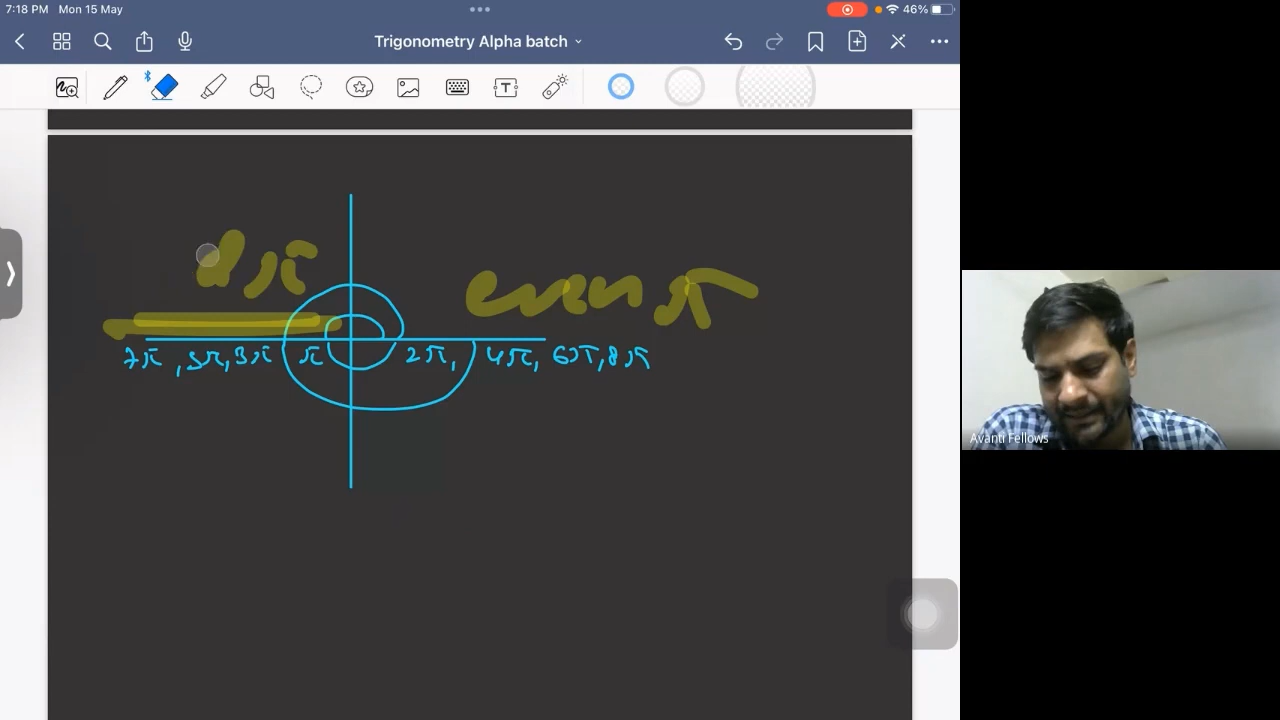 7:18 PM Mon 15 May
46%
Trigonometry Alpha batch
T
dπ
even π
7π, 5π, 3π π 2π, 4π, 6π, 8π
Avanti Fellows